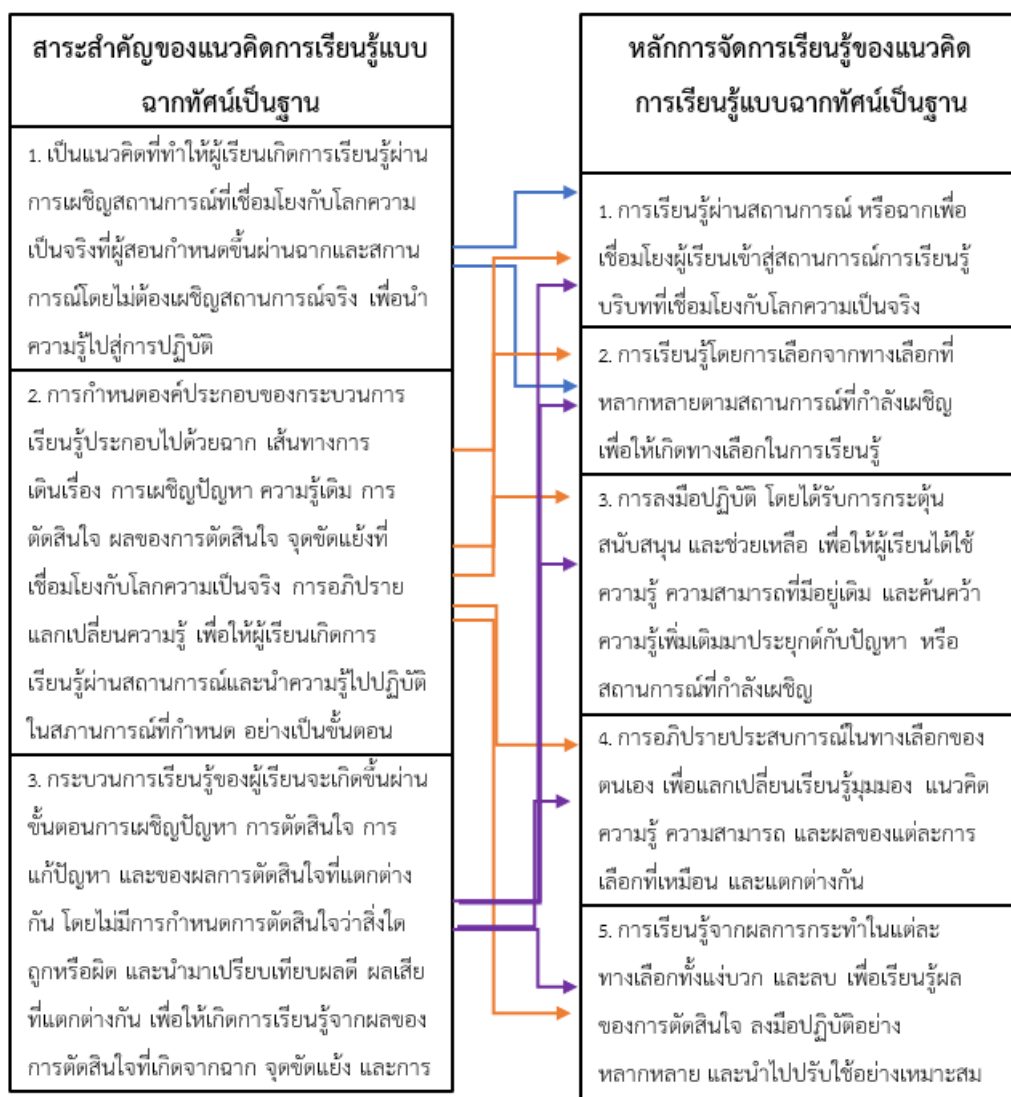 สาระสำคัญของแนวคิดการเรียนรู้แบบ
ฉากทัศน์เป็นฐาน
1. เป็นแนวคิดที่ทำให้ผู้เรียนเกิดการเรียนรู้ผ่าน
การเผชิญสถานการณ์ที่เชื่อมโยงกับโลกความ
เป็นจริงที่ผู้สอนกำหนดขึ้นผ่านฉากและสถาน
การณ์โดยไม่ต้องเผชิญสถานการณ์จริง เพื่อนำ
ความรู้ไปสู่การปฏิบัติ
2. การกำหนดองค์ประกอบของกระบวนการ
เรียนรู้ประกอบไปด้วยฉาก เส้นทางการ
เดินเรื่อง การเผชิญปัญหา ความรู้เดิม การ
ตัดสินใจ ผลของการตัดสินใจ จุดขัดแย้งที่
เชื่อมโยงกับโลกความเป็นจริง การอภิปราย
แลกเปลี่ยนความรู้ เพื่อให้ผู้เรียนเกิดการ
เรียนรู้ผ่านสถานการณ์และนำความรู้ไปปฏิบัติ
ในสภานการณ์ที่กำหนด อย่างเป็นขั้นตอน
3. กระบวนการเรียนรู้ของผู้เรียนจะเกิดขึ้นผ่าน
ขั้นตอนการเผชิญปัญหา การตัดสินใจ การ
แก้ปัญหา และของผลการตัดสินใจที่แตกต่าง
กัน โดยไม่มีการกำหนดการตัดสินใจว่าสิ่งใด
ถูกหรือผิด และนำมาเปรียบเทียบผลดี ผลเสีย
ที่แตกต่างกัน เพื่อให้เกิดการเรียนรู้จากผลของ
การตัดสินใจที่เกิดจากฉาก จุดขัดแย้ง และการ
หลักการจัดการเรียนรู้ของแนวคิด
การเรียนรู้แบบฉากทัศน์เป็นฐาน
1. การเรียนรู้ผ่านสถานการณ์ หรือฉากเพื่อ
เชื่อมโยงผู้เรียนเข้าสู่สถานการณ์การเรียนรู้
บริบทที่เชื่อมโยงกับโลกความเป็นจริง
2. การเรียนรู้โดยการเลือกจากทางเลือกที่
หลากหลายตามสถานการณ์ที่กำลังเผชิญ
เพื่อให้เกิดทางเลือกในการเรียนรู้
3. การลงมือปฏิบัติ โดยได้รับการกระตุ้น
สนับสนุน และช่วยเหลือ เพื่อให้ผู้เรียนได้ใช้
ความรู้ ความสามารถที่มีอยู่เดิม และค้นคว้า
ความรู้เพิ่มเติมมาประยุกต์กับปัญหา หรือ
สถานการณ์ที่กำลังเผชิญ
4. การอภิปรายประสบการณ์ในทางเลือกของ
ตนเอง เพื่อแลกเปลี่ยนเรียนรู้มุมมอง แนวคิด
ความรู้ ความสามารถ และผลของแต่ละการ
เลือกที่เหมือน และแตกต่างกัน
5. การเรียนรู้จากผลการกระทำในแต่ละ
ทางเลือกทั้งแง่บวก และลบ เพื่อเรียนรู้ผล
ของการตัดสินใจ ลงมือปฏิบัติอย่าง
หลากหลาย และนำไปปรับใช้อย่างเหมาะสม